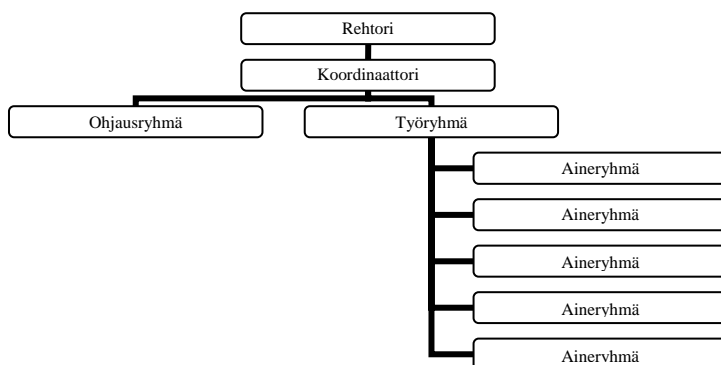 Rehtori
Koordinaattori
Ohjausryhmä
Työryhmä
Aineryhmä
Aineryhmä
Aineryhmä
Aineryhmä
Aineryhmä